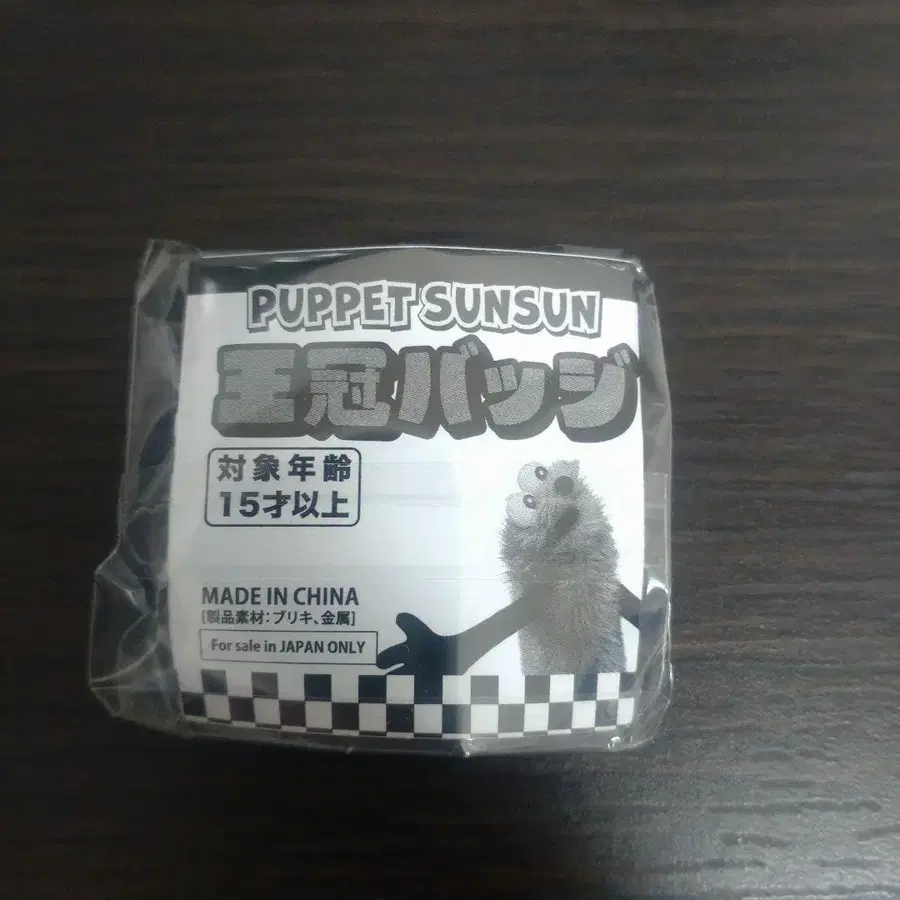 PUPPET SUNSUN
王冠バッジ
対象年齢
15才以上
MADE IN CHINA
[製品素材:ブリキ、金属]
For sale in JAPAN ONLY